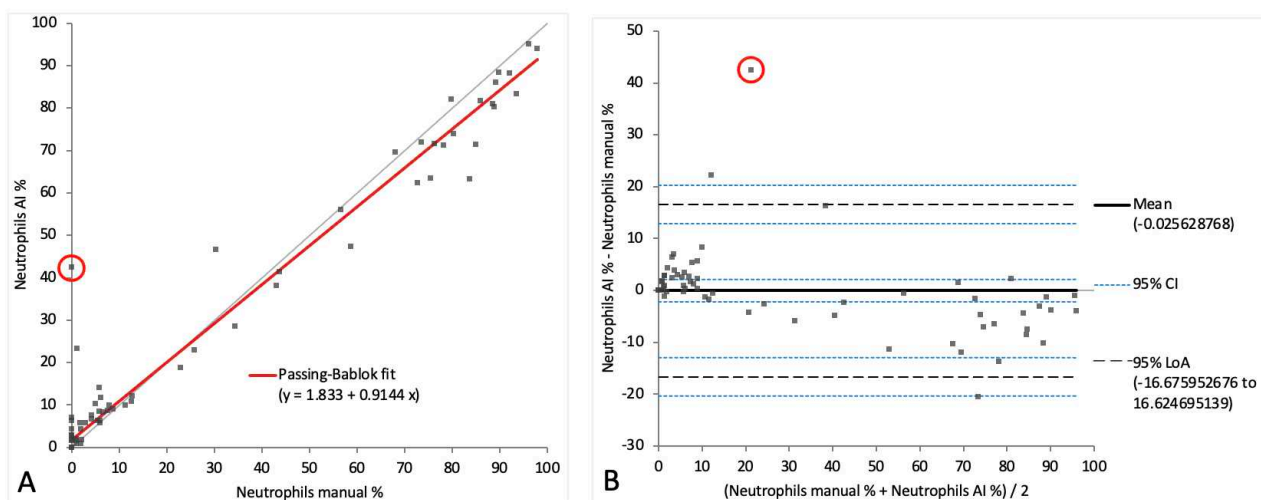 100
90
80
70
60
50
40
30
20
10
0
Neutrophils AI %
Passing-Bablok fit
(y = 1.833 + 0.9144 x)
0 10 20 30 40 50 60 70 80 90 100
Neutrophils manual %
A
50
40
30
20
10
0
-10
-20
-30
Neutrophils AI % - Neutrophils manual %
Mean
(-0.025628768)
95% CI
95% LoA
(-16.675952676 to
16.624695139)
0 10 20 30 40 50 60 70 80 90 100
(Neutrophils manual % + Neutrophils AI %) / 2
B